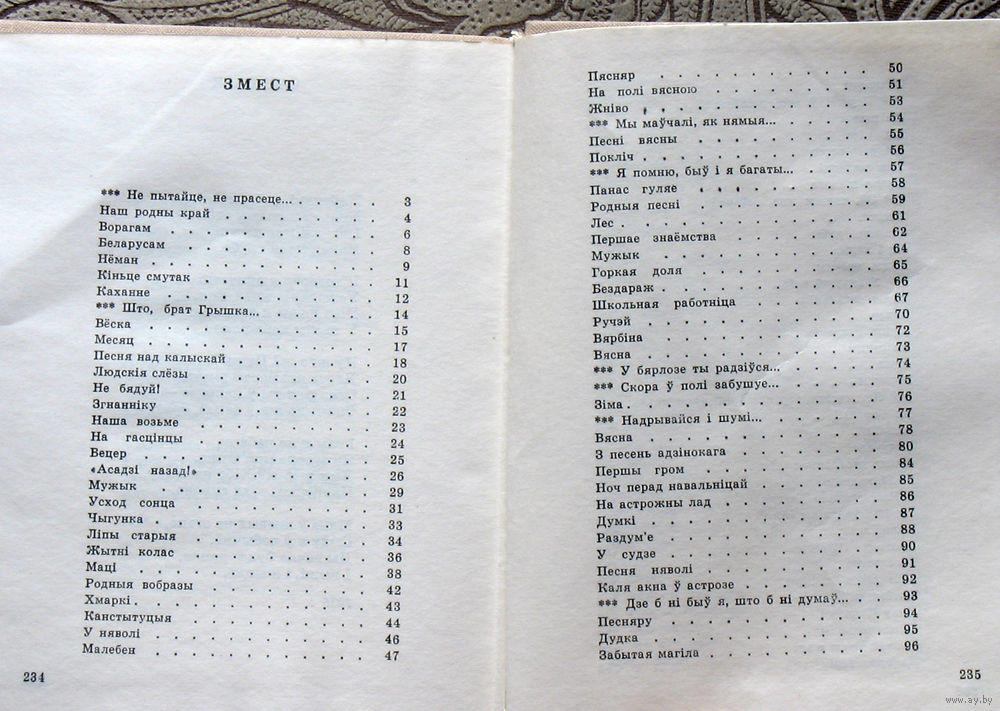 ЗМЕСТ
*** Не пытайце, не прасеце... . . . . . 3
Наш родны край . . . . . . . . . . 4
Ворагам . . . . . . . . . . . . 6
Беларусам . . . . . . . . . . . 8
Нёман . . . . . . . . . . . . . 9
Кіньце смутак . . . . . . . . . . 11
Каханне . . . . . . . . . . . . 12
*** Што, брат Грышка... . . . . . . . 14
Вёска . . . . . . . . . . . . . 15
Месяц . . . . . . . . . . . . . 17
Песня над калыскай . . . . . . . . 18
Людскія слёзы . . . . . . . . . . 20
Не бядуй! . . . . . . . . . . . 21
Згнанніку . . . . . . . . . . . 22
Наша возьме . . . . . . . . . . 23
На гасцінцы . . . . . . . . . . 24
Вецер . . . . . . . . . . . . . 25
«Асадзі назад!» . . . . . . . . . 26
Мужык . . . . . . . . . . . . . 29
Усход сонца . . . . . . . . . . 31
Чыгунка . . . . . . . . . . . . 33
Ліпы старыя . . . . . . . . . . 34
Жытні колас . . . . . . . . . . 36
Маці . . . . . . . . . . . . . 38
Родныя вобразы . . . . . . . . . 42
Хмаркі . . . . . . . . . . . . 43
Канстытуцыя . . . . . . . . . . 44
У няволі . . . . . . . . . . . 46
Малебен . . . . . . . . . . . . 47
234
Пясняр . . . . . . . . . . . . 50
На полі вясною . . . . . . . . . 51
Жніво . . . . . . . . . . . . . 53
*** Мы маўчалі, як нямыя... . . . . . 54
Песні вясны . . . . . . . . . . 55
Покліч . . . . . . . . . . . . 56
*** Я помню, быў і я багаты... . . . . 57
Панас гуляе . . . . . . . . . . 58
Родныя песні . . . . . . . . . . 59
Лес . . . . . . . . . . . . . . 61
Першае знаёмства . . . . . . . . 62
Мужык . . . . . . . . . . . . . 64
Горкая доля . . . . . . . . . . 65
Бездараж . . . . . . . . . . . 66
Школьная работніца . . . . . . . . 67
Ручэй . . . . . . . . . . . . . 70
Вярбіна . . . . . . . . . . . . 72
Вясна . . . . . . . . . . . . . 73
*** У бярлозе ты радзіўся... . . . . . 74
*** Скора ў полі забушуе... . . . . . 75
Зіма . . . . . . . . . . . . . 76
*** Надрывайся і шумі... . . . . . . 77
Вясна . . . . . . . . . . . . . 78
З песень адзінокага . . . . . . . . 80
Першы гром . . . . . . . . . . 84
Ноч перад навальніцай . . . . . . . 85
На астрожны лад . . . . . . . . . 86
Думкі . . . . . . . . . . . . . 87
Раздум'е . . . . . . . . . . . 88
У судзе . . . . . . . . . . . . 90
Песня няволі . . . . . . . . . . 91
Каля акна ў астрозе . . . . . . . . 92
*** Дзе б ні быў я, што б ні думаў... . . 93
Песняру . . . . . . . . . . . . 94
Дудка . . . . . . . . . . . . . 95
Забытая магіла . . . . . . . . . 96
235
www.ay.by